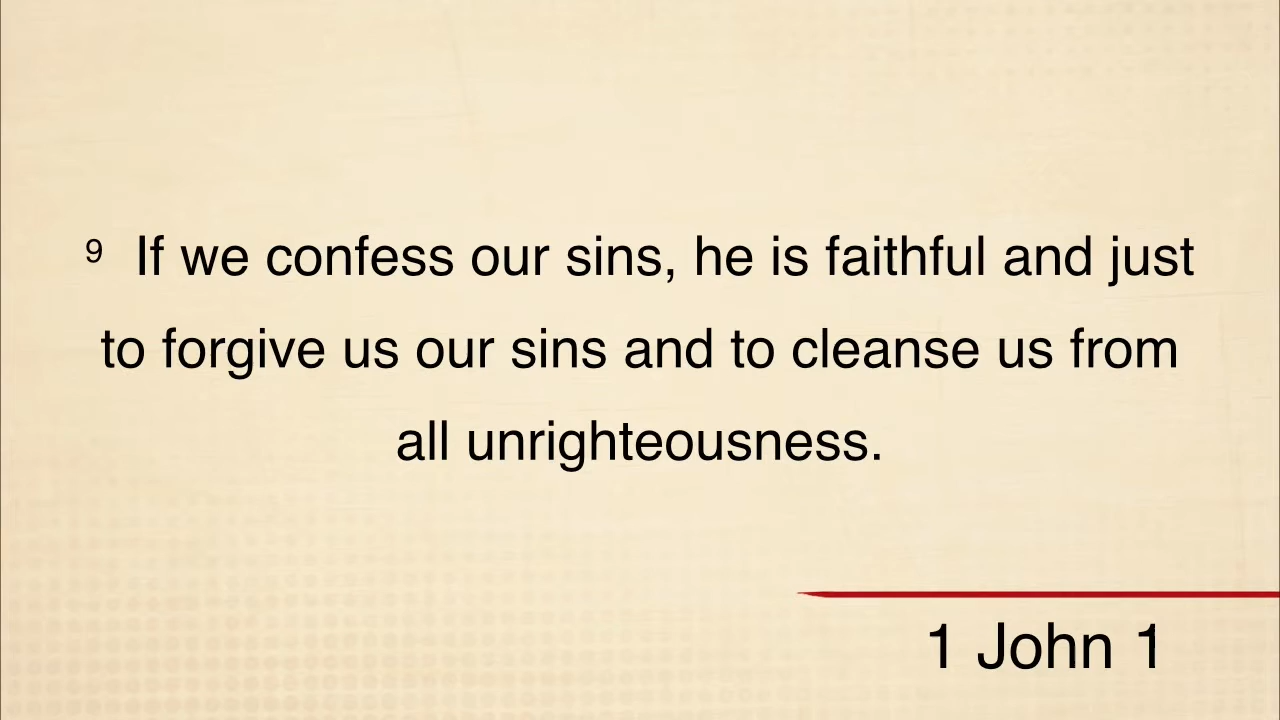 9 If we confess our sins, he is faithful and just
to forgive us our sins and to cleanse us from
all unrighteousness.
1 John 1